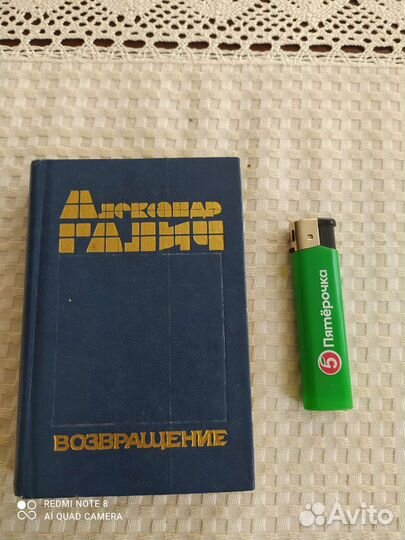 Александр
ГАЛИЧ
ВОЗВРАЩЕНИЕ
5 Пятёрочка
REDMI NOTE 8
AI QUAD CAMERA
Avito